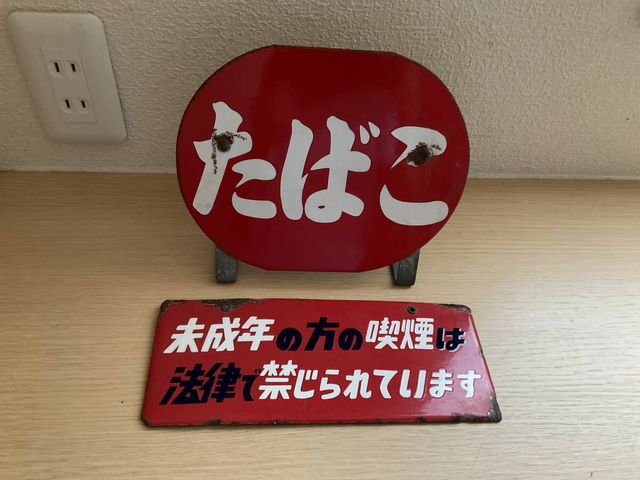 たばこ
未成年の方の喫煙は
法律で禁じられています